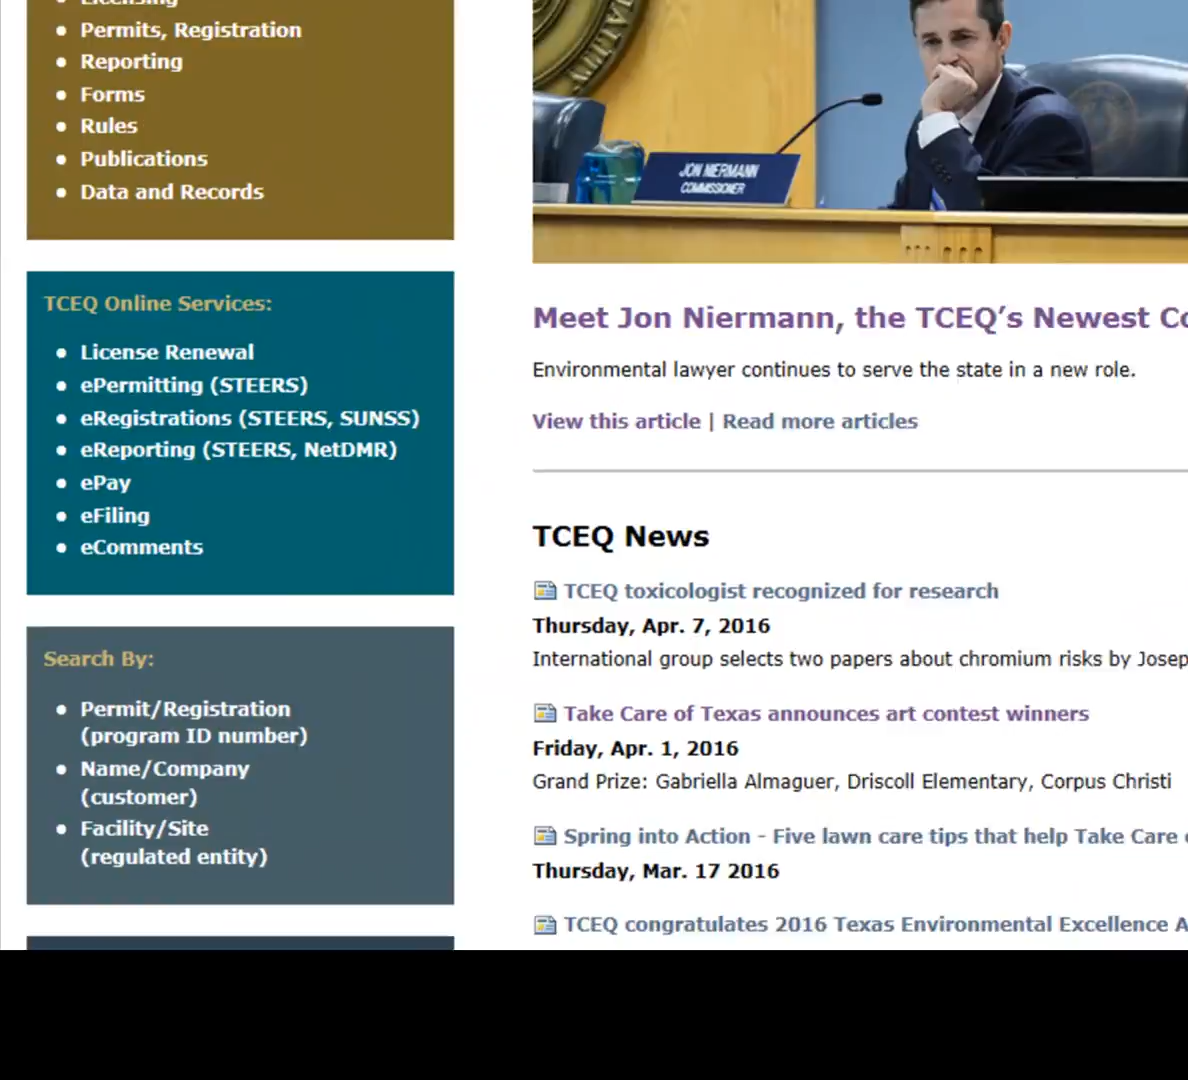 Licensing
Permits, Registration
Reporting
Forms
Rules
Publications
Data and Records
TCEQ Online Services:
License Renewal
ePermitting (STEERS)
eRegistrations (STEERS, SUNSS)
eReporting (STEERS, NetDMR)
ePay
eFiling
eComments
Search By:
Permit/Registration
(program ID number)
Name/Company
(customer)
Facility/Site
(regulated entity)
JON NIERMANN
COMMISSIONER
Meet Jon Niermann, the TCEQ’s Newest Co
Environmental lawyer continues to serve the state in a new role.
View this article | Read more articles
TCEQ News
TCEQ toxicologist recognized for research
Thursday, Apr. 7, 2016
International group selects two papers about chromium risks by Josep
Take Care of Texas announces art contest winners
Friday, Apr. 1, 2016
Grand Prize: Gabriella Almaguer, Driscoll Elementary, Corpus Christi
Spring into Action - Five lawn care tips that help Take Care
Thursday, Mar. 17 2016
TCEQ congratulates 2016 Texas Environmental Excellence A